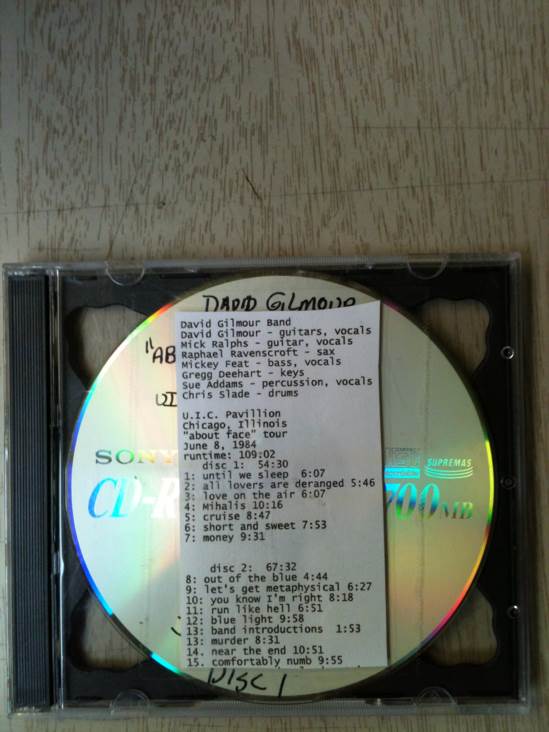 DAVID GILMOUR
"AB
David Gilmour Band
David Gilmour - guitars, vocals
Mick Ralphs - guitar, vocals
Raphael Ravenscroft - sax
Mickey Feat - bass, vocals
Gregg Deehart - keys
Sue Addams - percussion, vocals
Chris Slade - drums
U.I.C. Pavillion
Chicago, Illinois
"about face" tour
June 8, 1984
runtime: 109:02
disc 1: 54:30
1: until we sleep 6:07
2: all lovers are deranged 5:46
3: love on the air 6:07
4: Mihalis 10:16
5: cruise 8:47
6: short and sweet 7:53
7: money 9:31
SONY
CD-R
SUPREMAS
700 MB
disc 2: 67:32
8: out of the blue 4:44
9: let's get metaphysical 6:27
10: you know I'm right 8:18
11: run like hell 6:51
12: blue light 9:58
13: band introductions 1:53
13: murder 8:31
14. near the end 10:51
15. comfortably numb 9:55
DISC 1